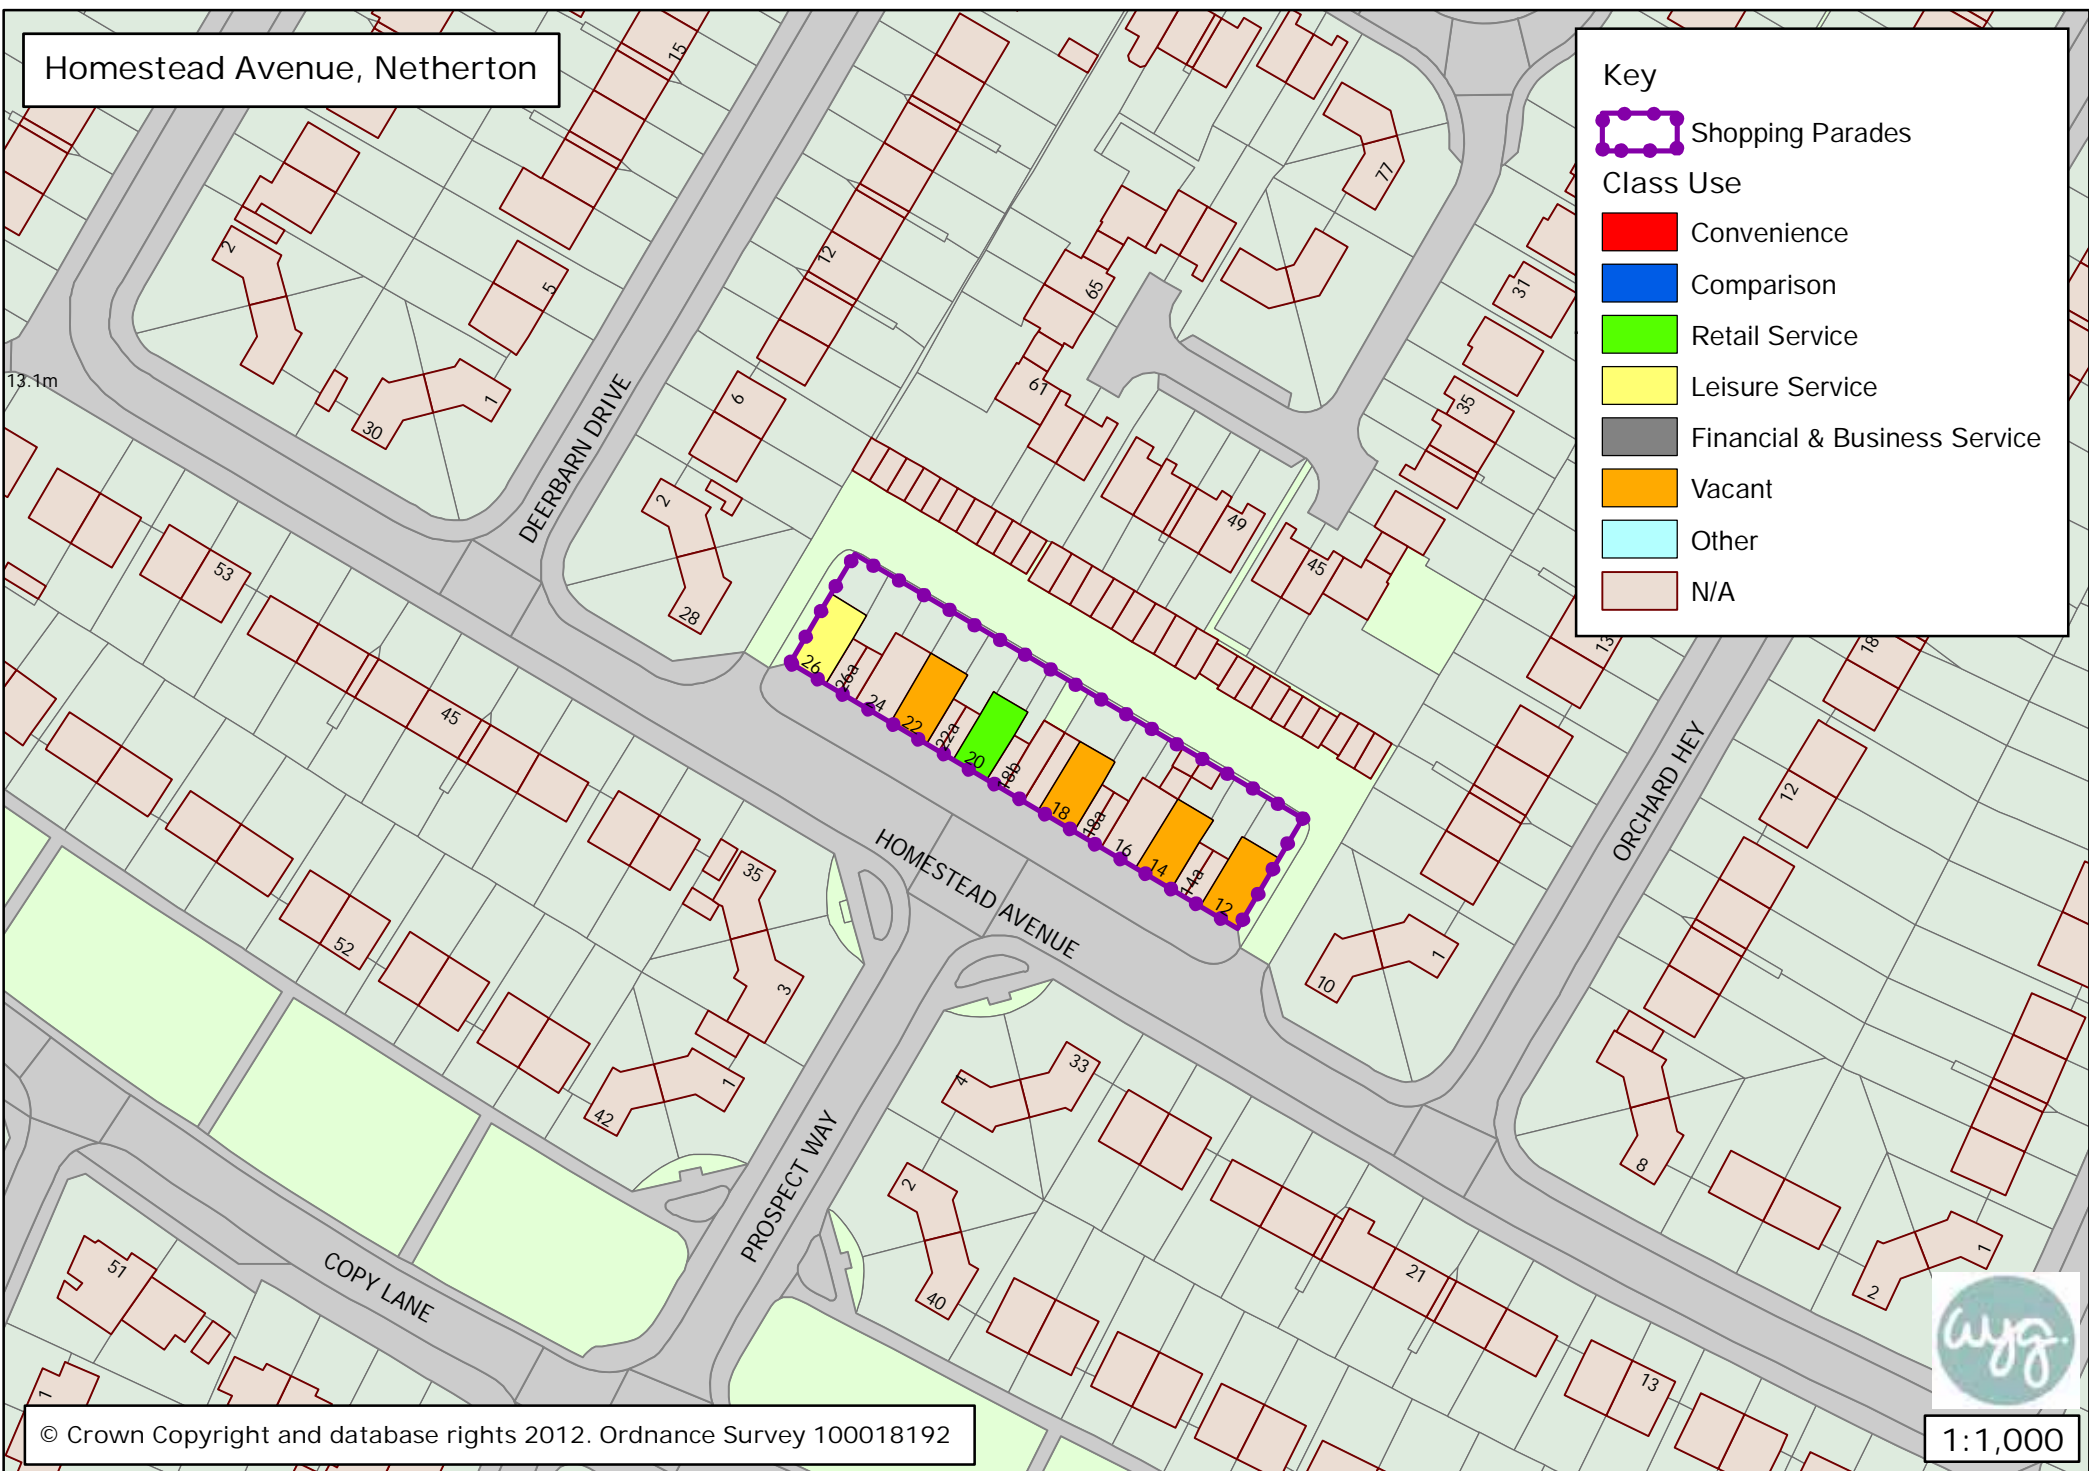 Homestead Avenue, Netherton
Key
Shopping Parades
Class Use
Convenience
Comparison
Retail Service
Leisure Service
Financial & Business Service
Vacant
Other
N/A
15
2
5
12
77
65
31
13.1m
30
1
6
61
35
DEERBARN DRIVE
2
28
49
45
53
13
18
26
26a
24
22
22a
20
18b
18
18a
16
14
14a
12
45
HOMESTEAD AVENUE
ORCHARD HEY
12
35
52
3
10
1
42
1
4
33
PROSPECT WAY
2
40
8
21
1
2
51
COPY LANE
13
1
ayg.
© Crown Copyright and database rights 2012. Ordnance Survey 100018192
1:1,000